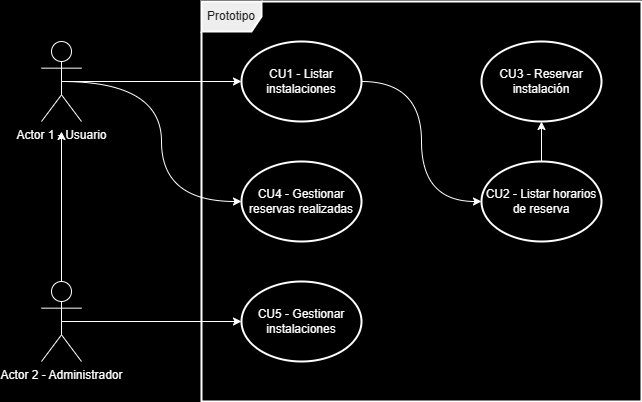 Prototipo
CU1 - Listar
instalaciones
CU3 - Reservar
instalación
Actor 1 - Usuario
CU4 - Gestionar
reservas realizadas
CU2 - Listar horarios
de reserva
CU5 - Gestionar
instalaciones
Actor 2 - Administrador